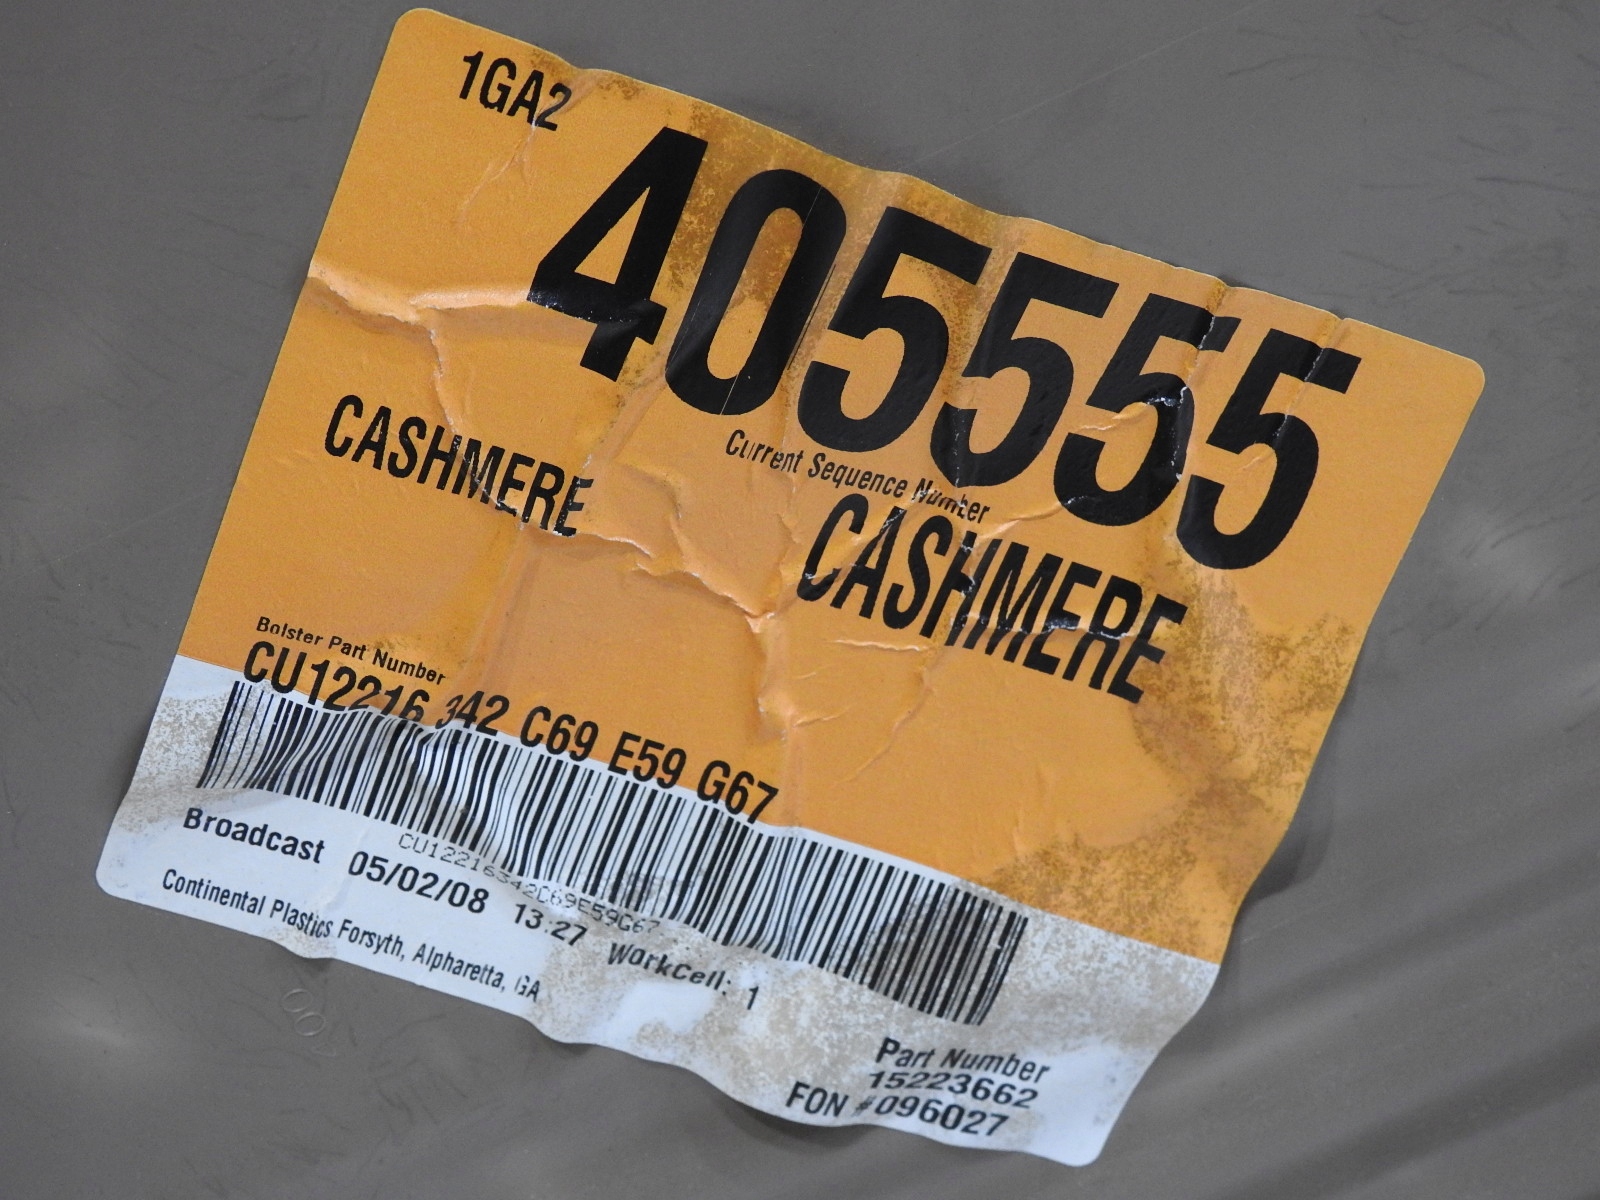 1GA2
405555
Current Sequence Number
CASHMERE
CASHMERE
Bolster Part Number
CU12216 342 C69 E59 G67
CU12216342C69E59G67
Broadcast 05/02/08 13:27 WorkCell: 1
Continental Plastics Forsyth, Alpharetta, GA
Part Number
15223662
FON #096027